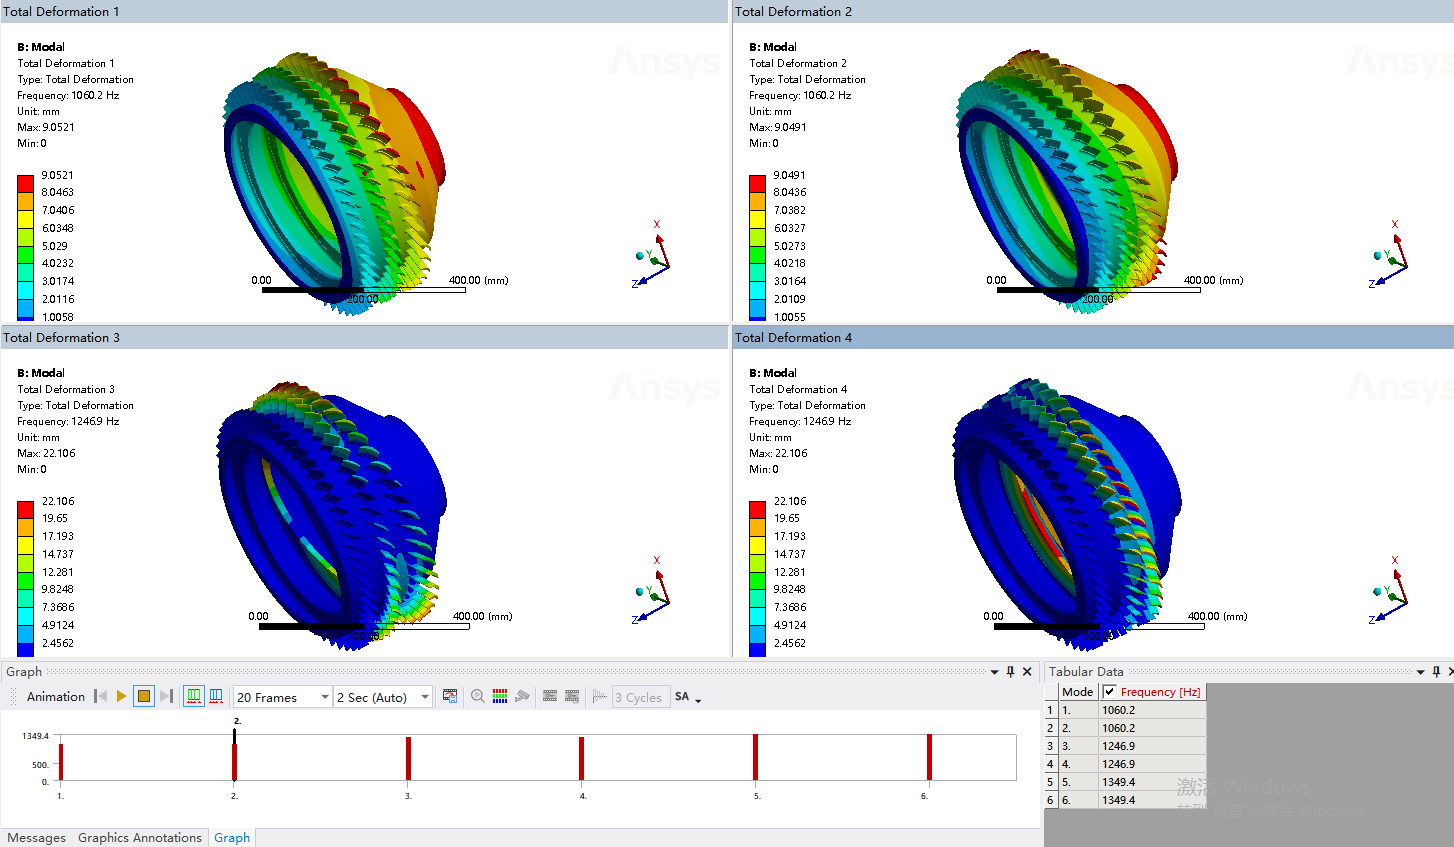 Total Deformation 1
B: Modal
Total Deformation 1
Type: Total Deformation
Frequency: 1060.2 Hz
Unit: mm
Max: 9.0521
Min: 0
9.0521
8.0463
7.0406
6.0348
5.029
4.0232
3.0174
2.0116
1.0058
Ansys
X
Y
Z
0.00
200.00
400.00 (mm)
Total Deformation 2
B: Modal
Total Deformation 2
Type: Total Deformation
Frequency: 1060.2 Hz
Unit: mm
Max: 9.0491
Min: 0
9.0491
8.0436
7.0382
6.0327
5.0273
4.0218
3.0164
2.0109
1.0055
Ansys
X
Y
Z
0.00
200.00
400.00 (mm)
Total Deformation 3
B: Modal
Total Deformation 3
Type: Total Deformation
Frequency: 1246.9 Hz
Unit: mm
Max: 22.106
Min: 0
22.106
19.65
17.193
14.737
12.281
9.8248
7.3686
4.9124
2.4562
Ansys
X
Y
Z
0.00
200.00
400.00 (mm)
Total Deformation 4
B: Modal
Total Deformation 4
Type: Total Deformation
Frequency: 1246.9 Hz
Unit: mm
Max: 22.106
Min: 0
22.106
19.65
17.193
14.737
12.281
9.8248
7.3686
4.9124
2.4562
Ansys
X
Y
Z
0.00
200.00
400.00 (mm)
Graph
Animation
20 Frames
2 Sec (Auto)
3 Cycles
SA
2.
1349.4
500.
0.
1.
2.
3.
4.
5.
6.
Messages
Graphics Annotations
Graph
Tabular Data
Mode Frequency [Hz]
1 1. 1060.2
2 2. 1060.2
3 3. 1246.9
4 4. 1246.9
5 5. 1349.4
6 6. 1349.4
激活 Windows
转到"设置"以激活 Windows。